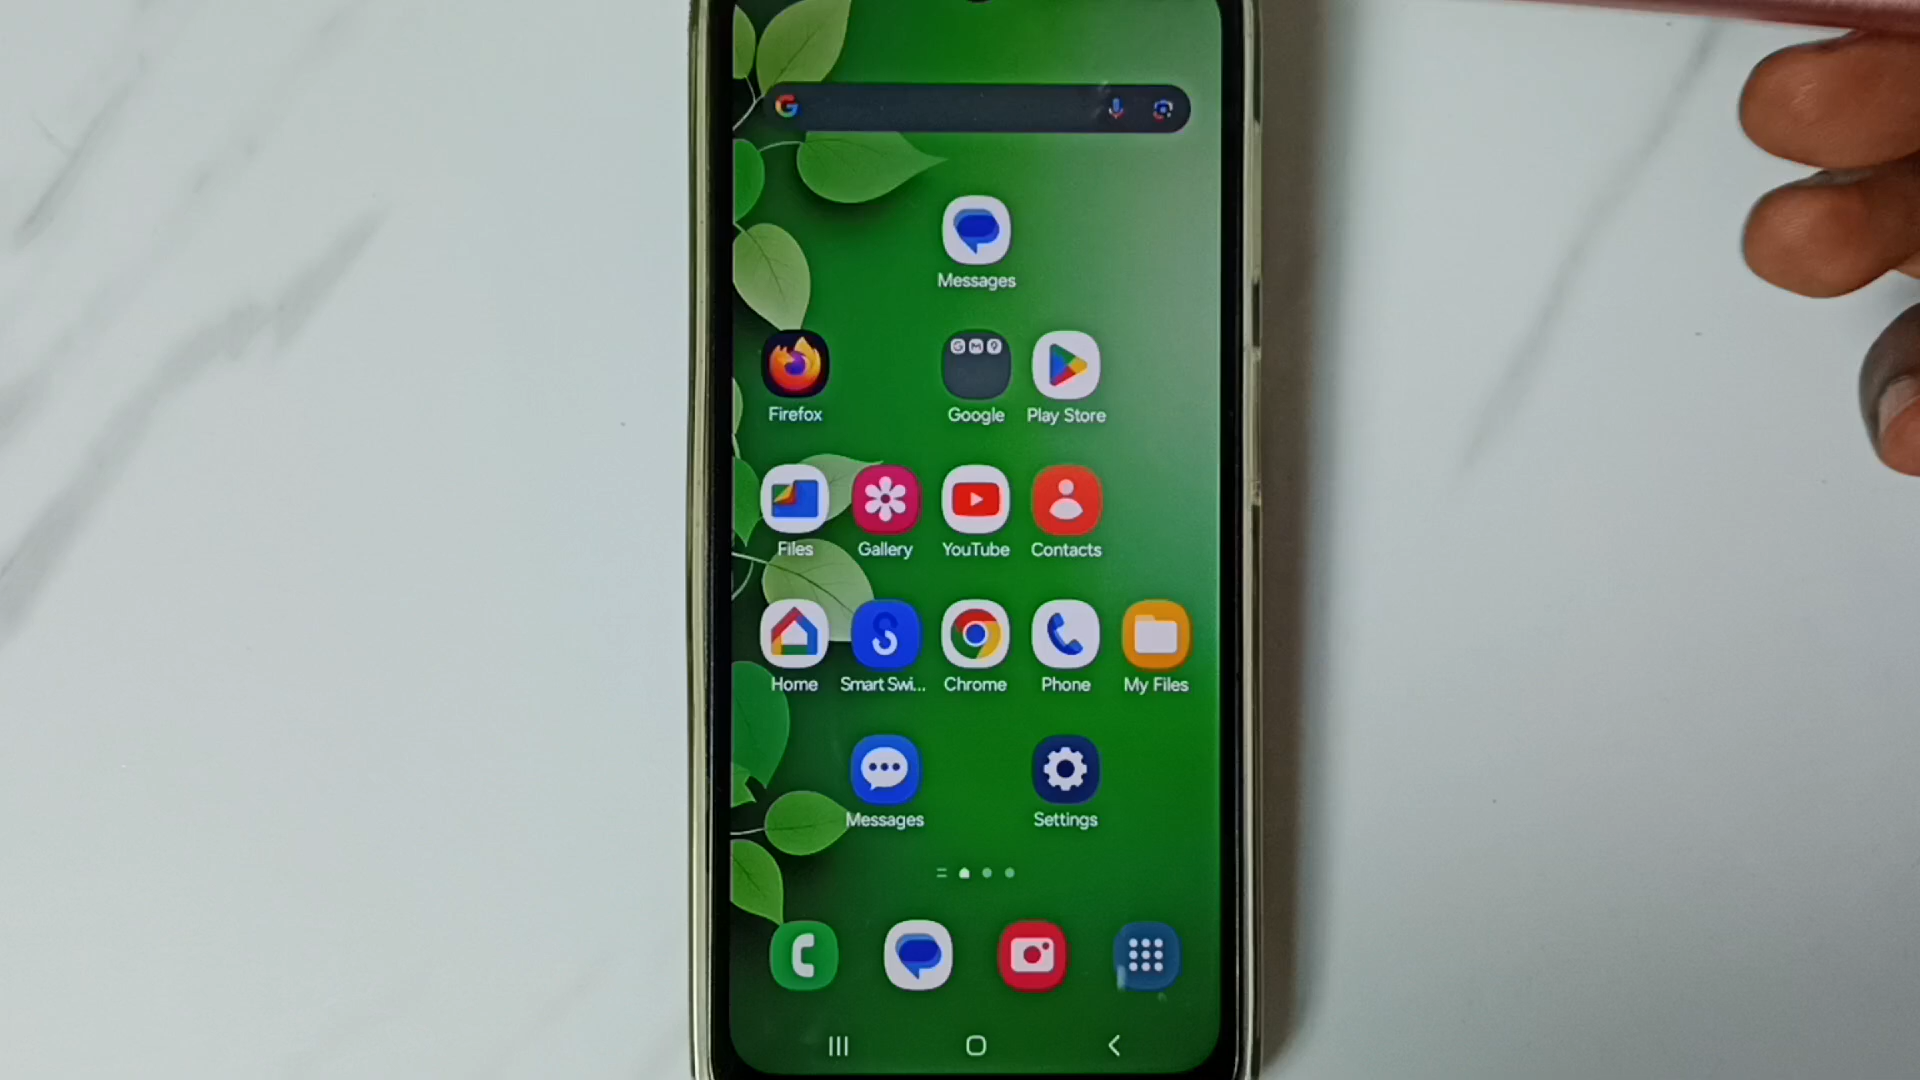 Messages
Firefox
Google
Play Store
Files
Gallery
YouTube
Contacts
Home
Smart Swi...
Chrome
Phone
My Files
Messages
Settings